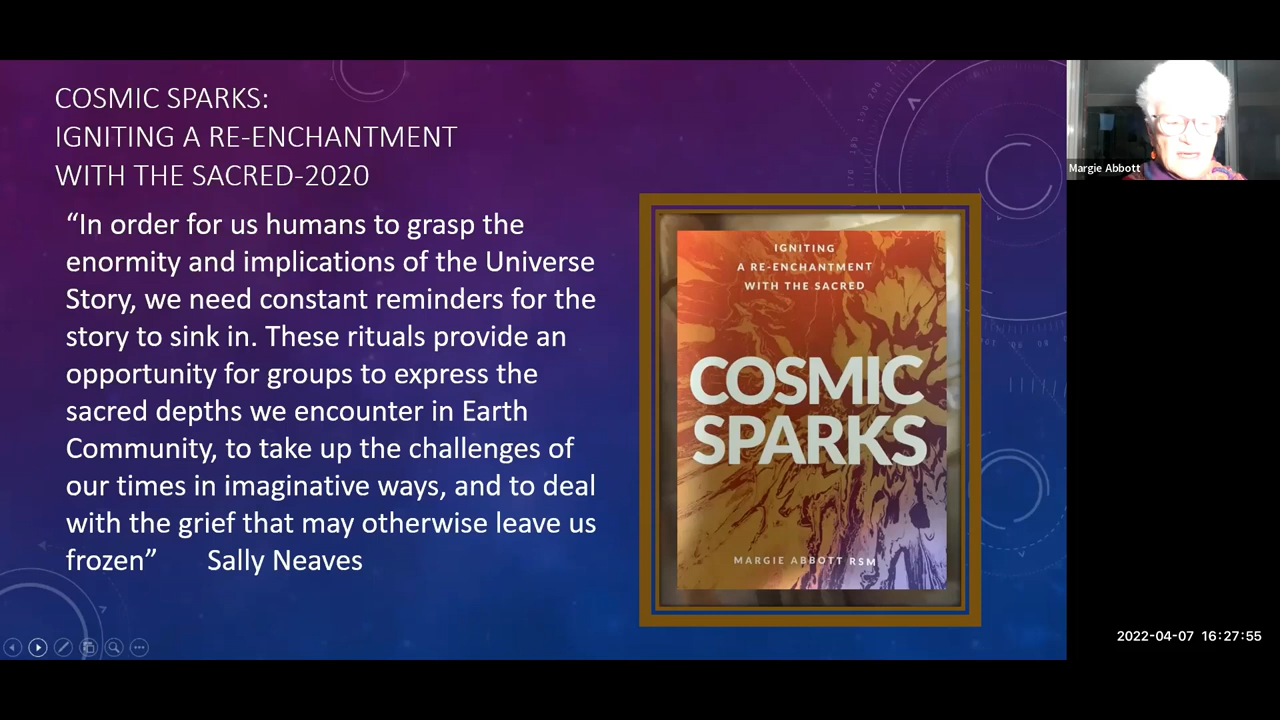 COSMIC SPARKS:
IGNITING A RE-ENCHANTMENT
WITH THE SACRED-2020
“In order for us humans to grasp the
enormity and implications of the Universe
Story, we need constant reminders for the
story to sink in. These rituals provide an
opportunity for groups to express the
sacred depths we encounter in Earth
Community, to take up the challenges of
our times in imaginative ways, and to deal
with the grief that may otherwise leave us
frozen” Sally Neaves
IGNITING
A RE-ENCHANTMENT
WITH THE SACRED
COSMIC
SPARKS
MARGIE ABBOTT RSM
Margie Abbott
2022-04-07 16:27:55